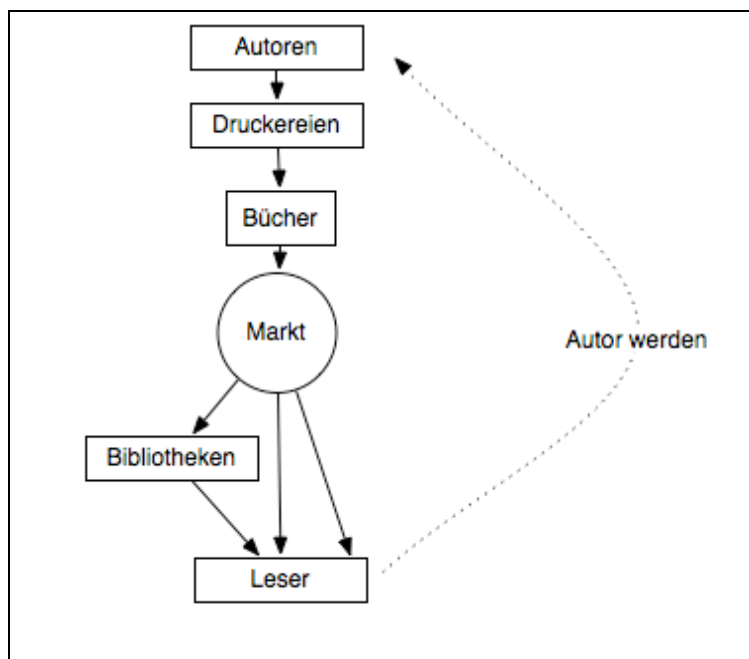 Autoren
Druckereien
Bücher
Markt
Autor werden
Bibliotheken
Leser